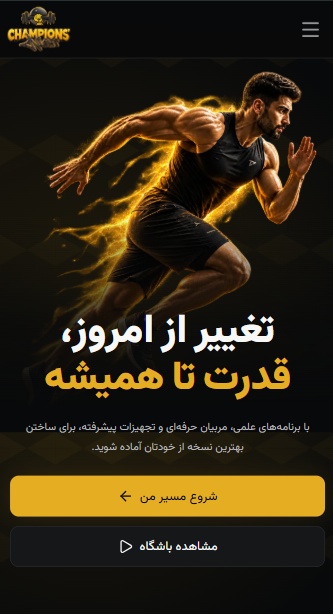 CHAMPIONS
تغییر از امروز،
قدرت تا همیشه
با برنامه‌های علمی، مربیان حرفه‌ای و تجهیزات پیشرفته، برای ساختن
بهترین نسخه از خودتان آماده شوید.
شروع مسیر من
مشاهده باشگاه